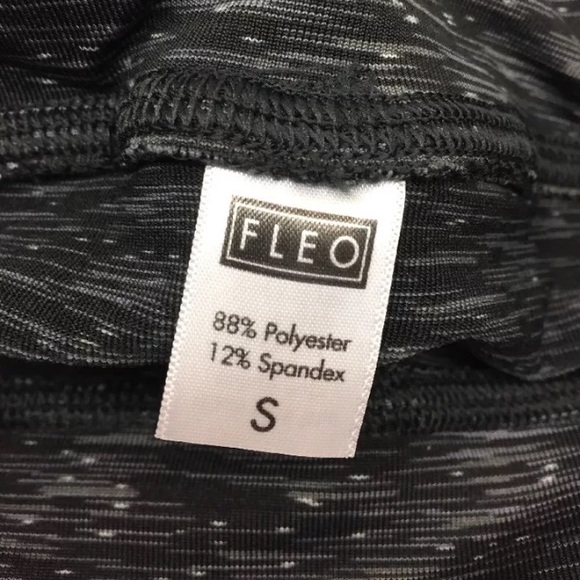 FLEO
88% Polyester
12% Spandex
S